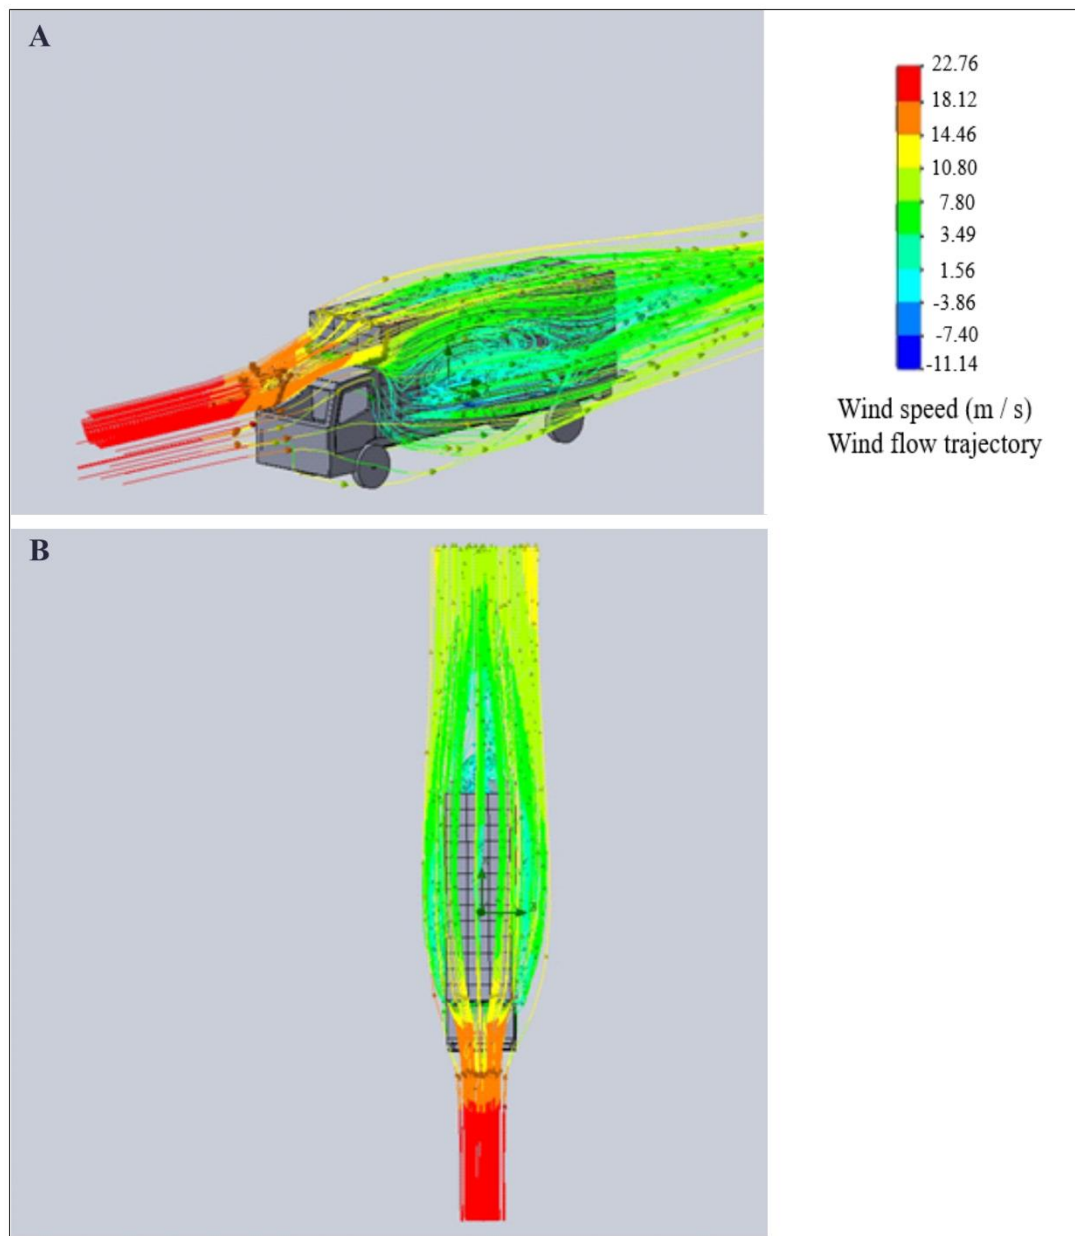 A
22.76
18.12
14.46
10.80
7.80
3.49
1.56
-3.86
-7.40
-11.14
Wind speed (m / s)
Wind flow trajectory
B